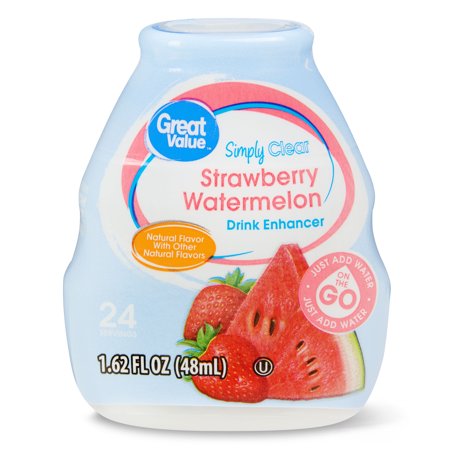 Great
Value™
Simply Clear
Strawberry
Watermelon
Drink Enhancer
Natural Flavor
With Other
Natural Flavors
JUST ADD WATER
ON
THE
GO
JUST ADD WATER
24
SERVINGS
1.62 FL OZ (48mL)
U